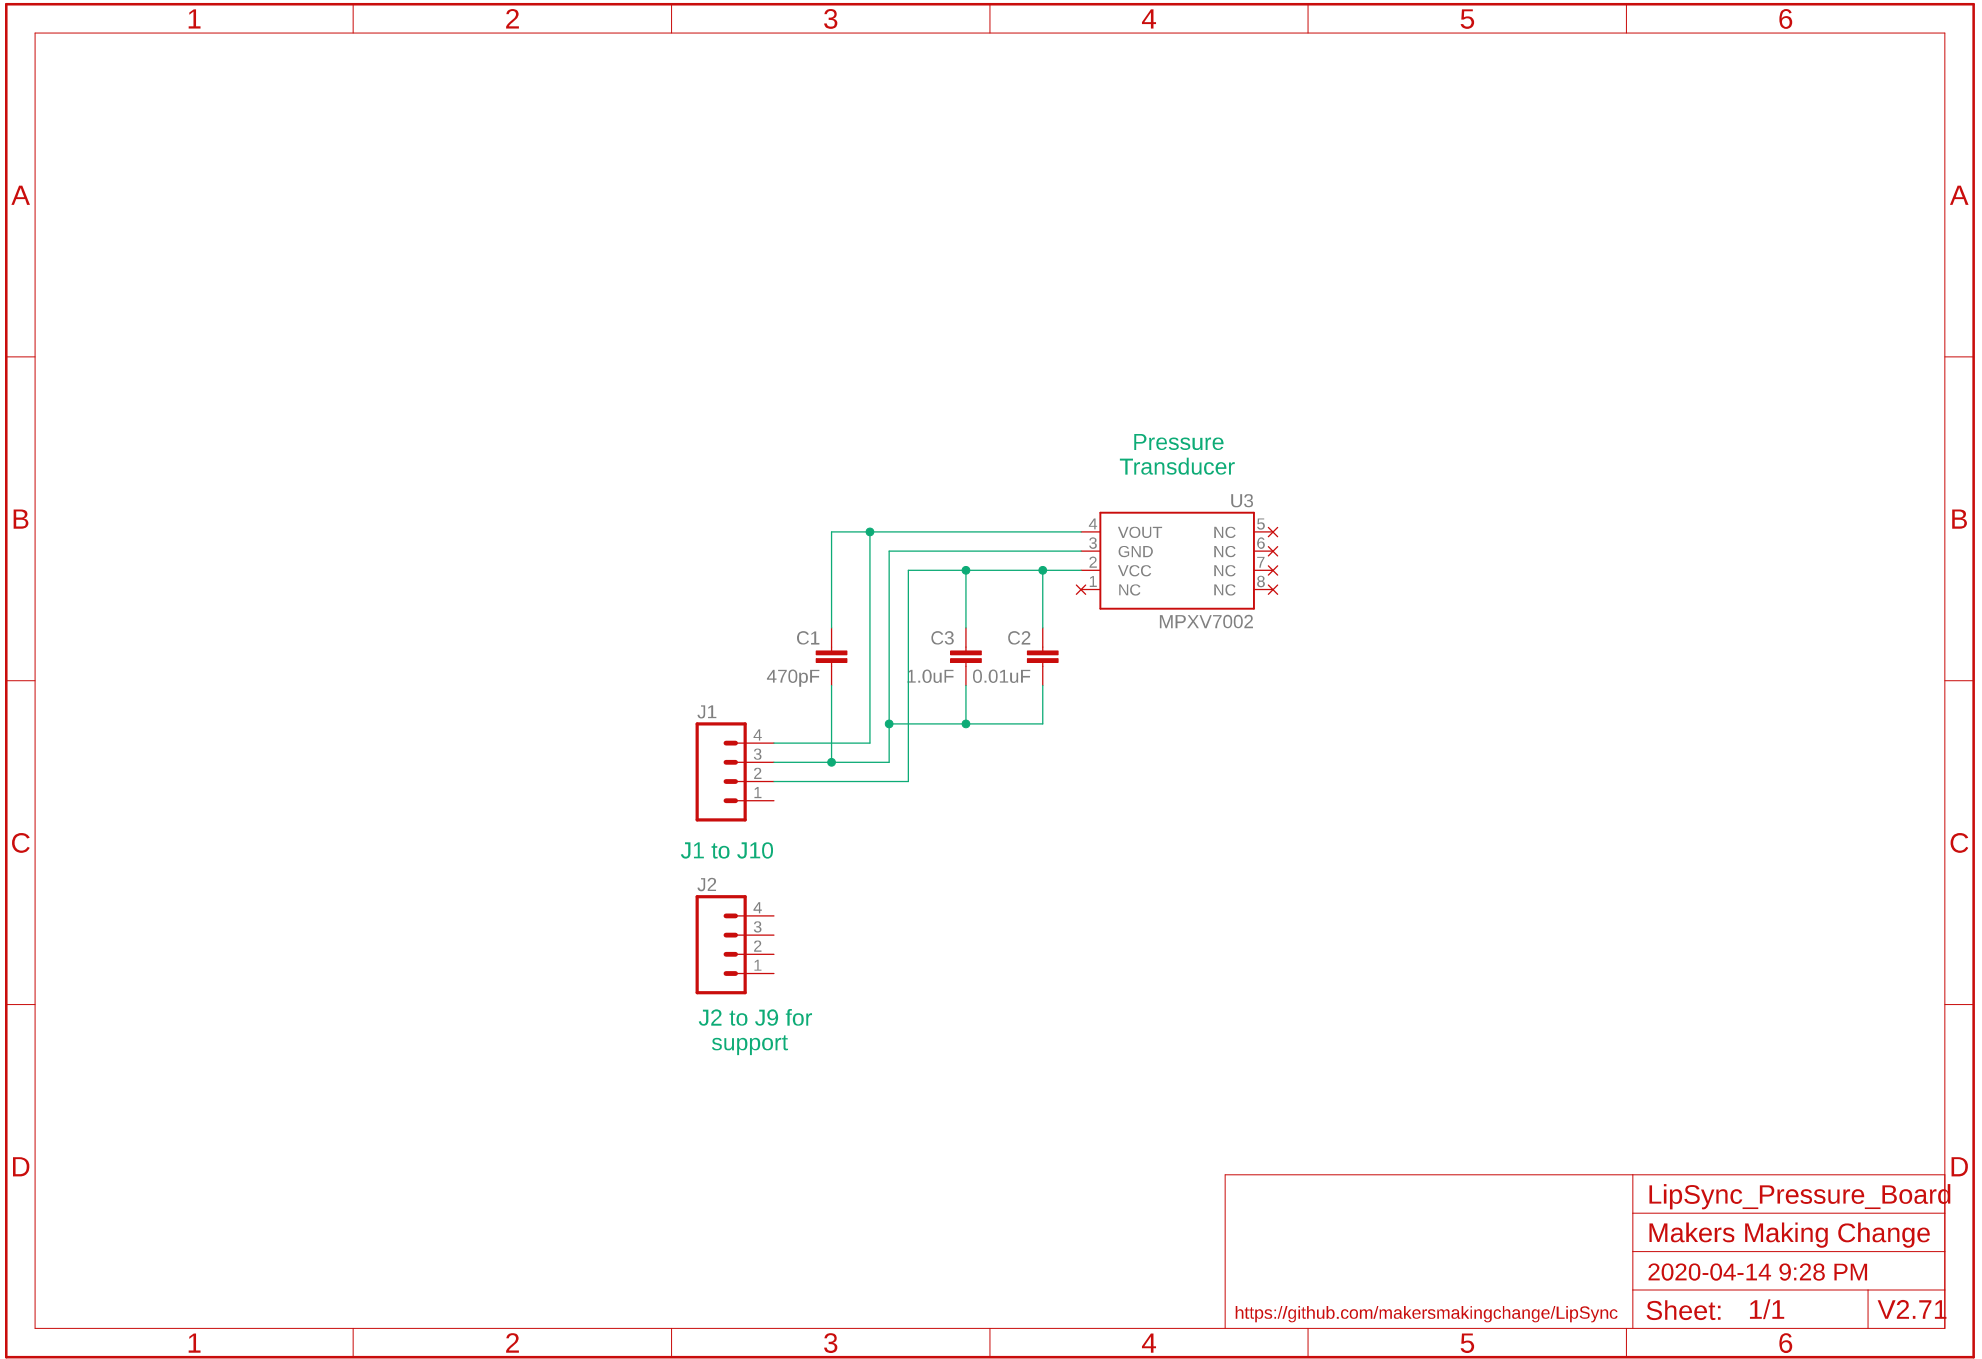 1 2 3 4 5 6
A A
Pressure
Transducer
U3
B B
4 VOUT NC 5
3 GND NC 6
2 VCC NC 7
1 NC NC 8
MPXV7002
C1 C3 C2
470pF 1.0uF 0.01uF
J1
4
3
2
1
C C
J1 to J10
J2
4
3
2
1
J2 to J9 for
support
D D
LipSync_Pressure_Board
Makers Making Change
2020-04-14 9:28 PM
https://github.com/makersmakingchange/LipSync
Sheet: 1/1 V2.71
1 2 3 4 5 6